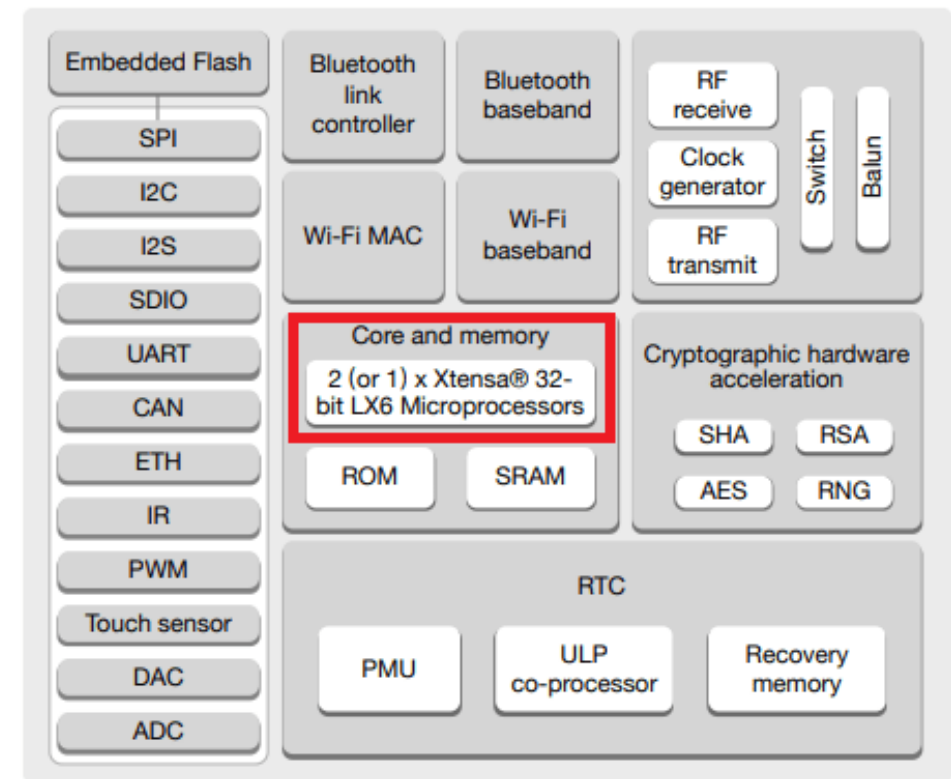 Embedded Flash
SPI
I2C
I2S
SDIO
UART
CAN
ETH
IR
PWM
Touch sensor
DAC
ADC
Bluetooth
link
controller
Bluetooth
baseband
Wi-Fi MAC
Wi-Fi
baseband
RF
receive
Clock
generator
RF
transmit
Switch
Balun
Core and memory
2 (or 1) x Xtensa® 32-
bit LX6 Microprocessors
ROM
SRAM
Cryptographic hardware
acceleration
SHA
RSA
AES
RNG
RTC
PMU
ULP
co-processor
Recovery
memory